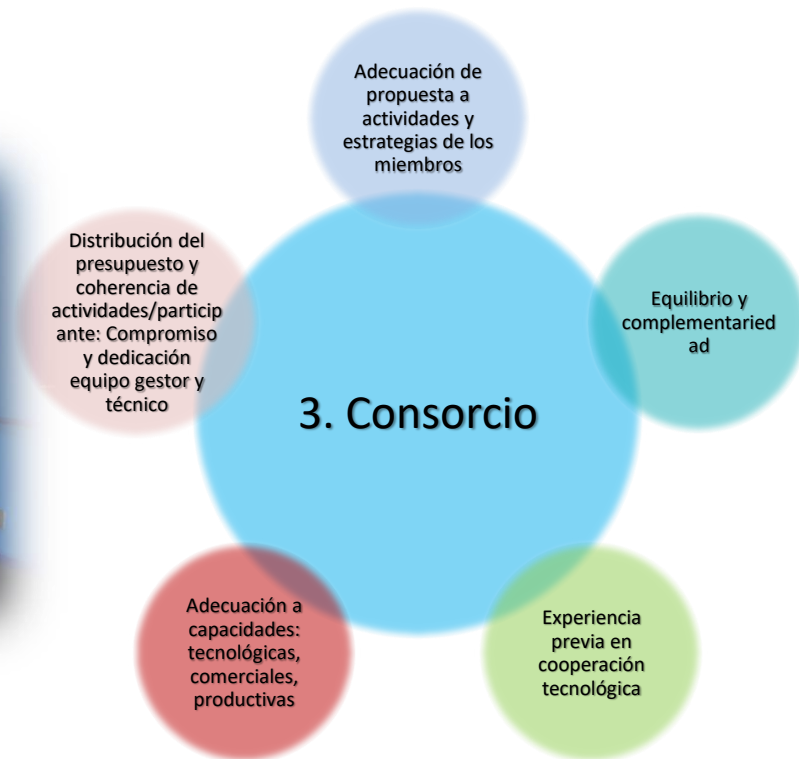 Adecuación de
propuesta a
actividades y
estrategias de los
miembros
Distribución del
presupuesto y
coherencia de
actividades/particip
ante: Compromiso
y dedicación
equipo gestor y
técnico
Equilibrio y
complementaried
ad
3. Consorcio
Adecuación a
capacidades:
tecnológicas,
comerciales,
productivas
Experiencia
previa en
cooperación
tecnológica